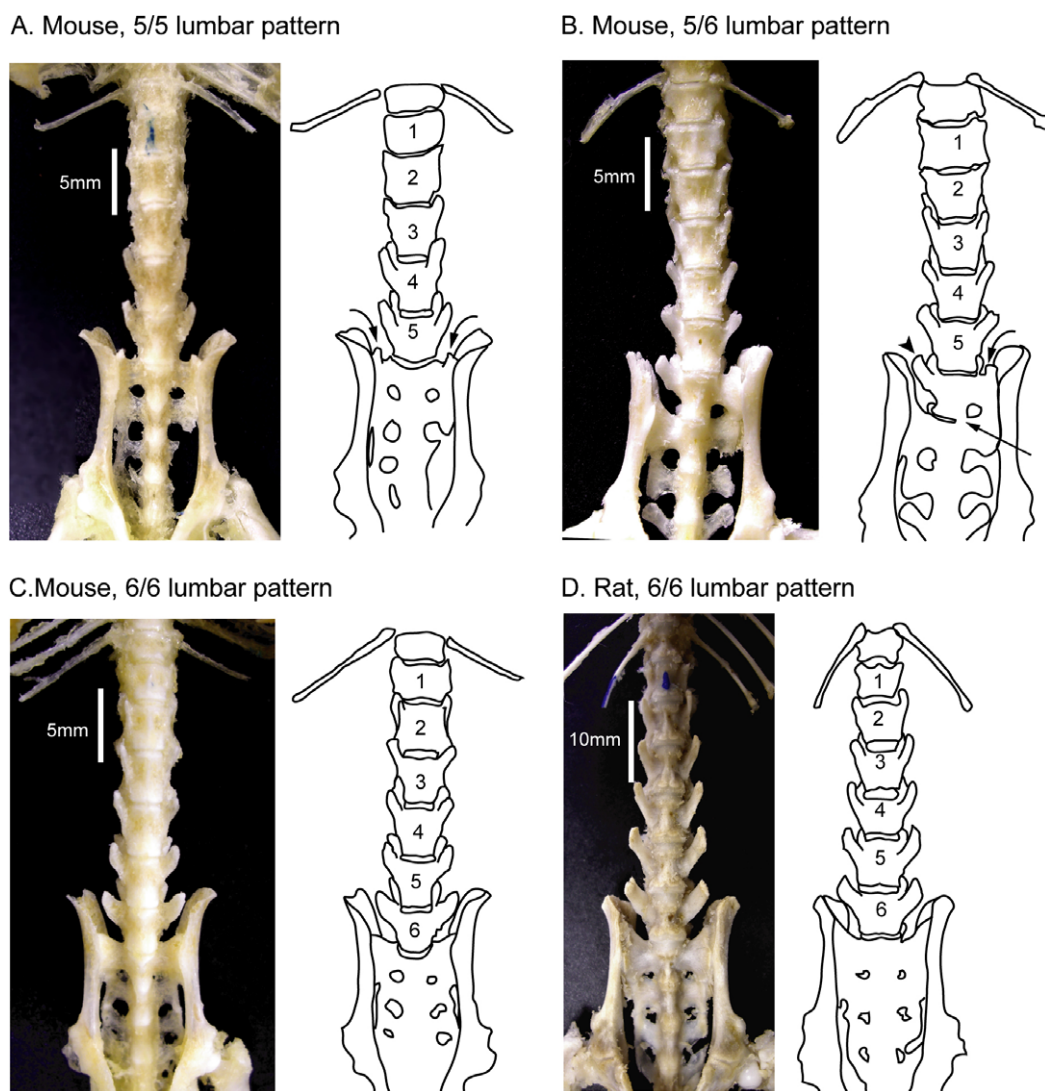 A. Mouse, 5/5 lumbar pattern
5mm
1
2
3
4
5
B. Mouse, 5/6 lumbar pattern
5mm
1
2
3
4
5
C.Mouse, 6/6 lumbar pattern
5mm
1
2
3
4
5
6
D. Rat, 6/6 lumbar pattern
10mm
1
2
3
4
5
6